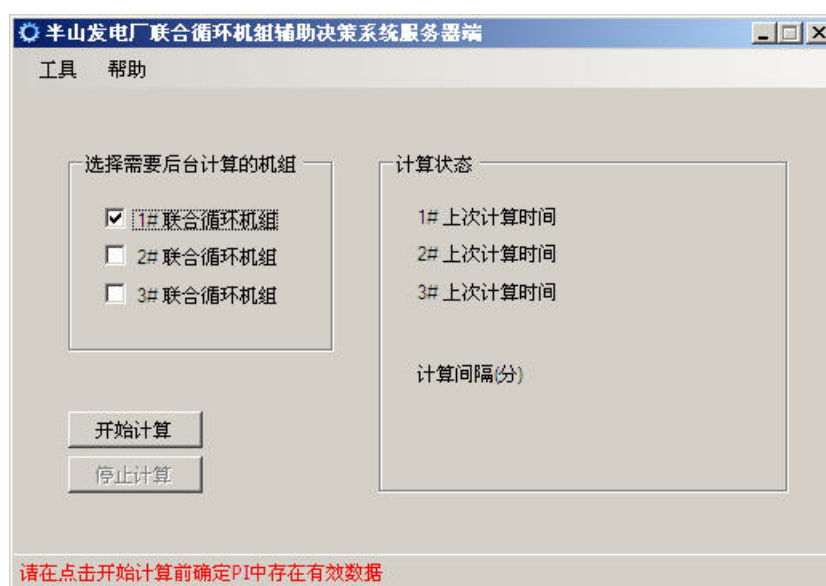 半山发电厂联合循环机组辅助决策系统服务器端
工具 帮助
选择需要后台计算的机组
1# 联合循环机组
2# 联合循环机组
3# 联合循环机组
计算状态
1# 上次计算时间
2# 上次计算时间
3# 上次计算时间
计算间隔(分)
开始计算
停止计算
请在点击开始计算前确定PI中存在有效数据